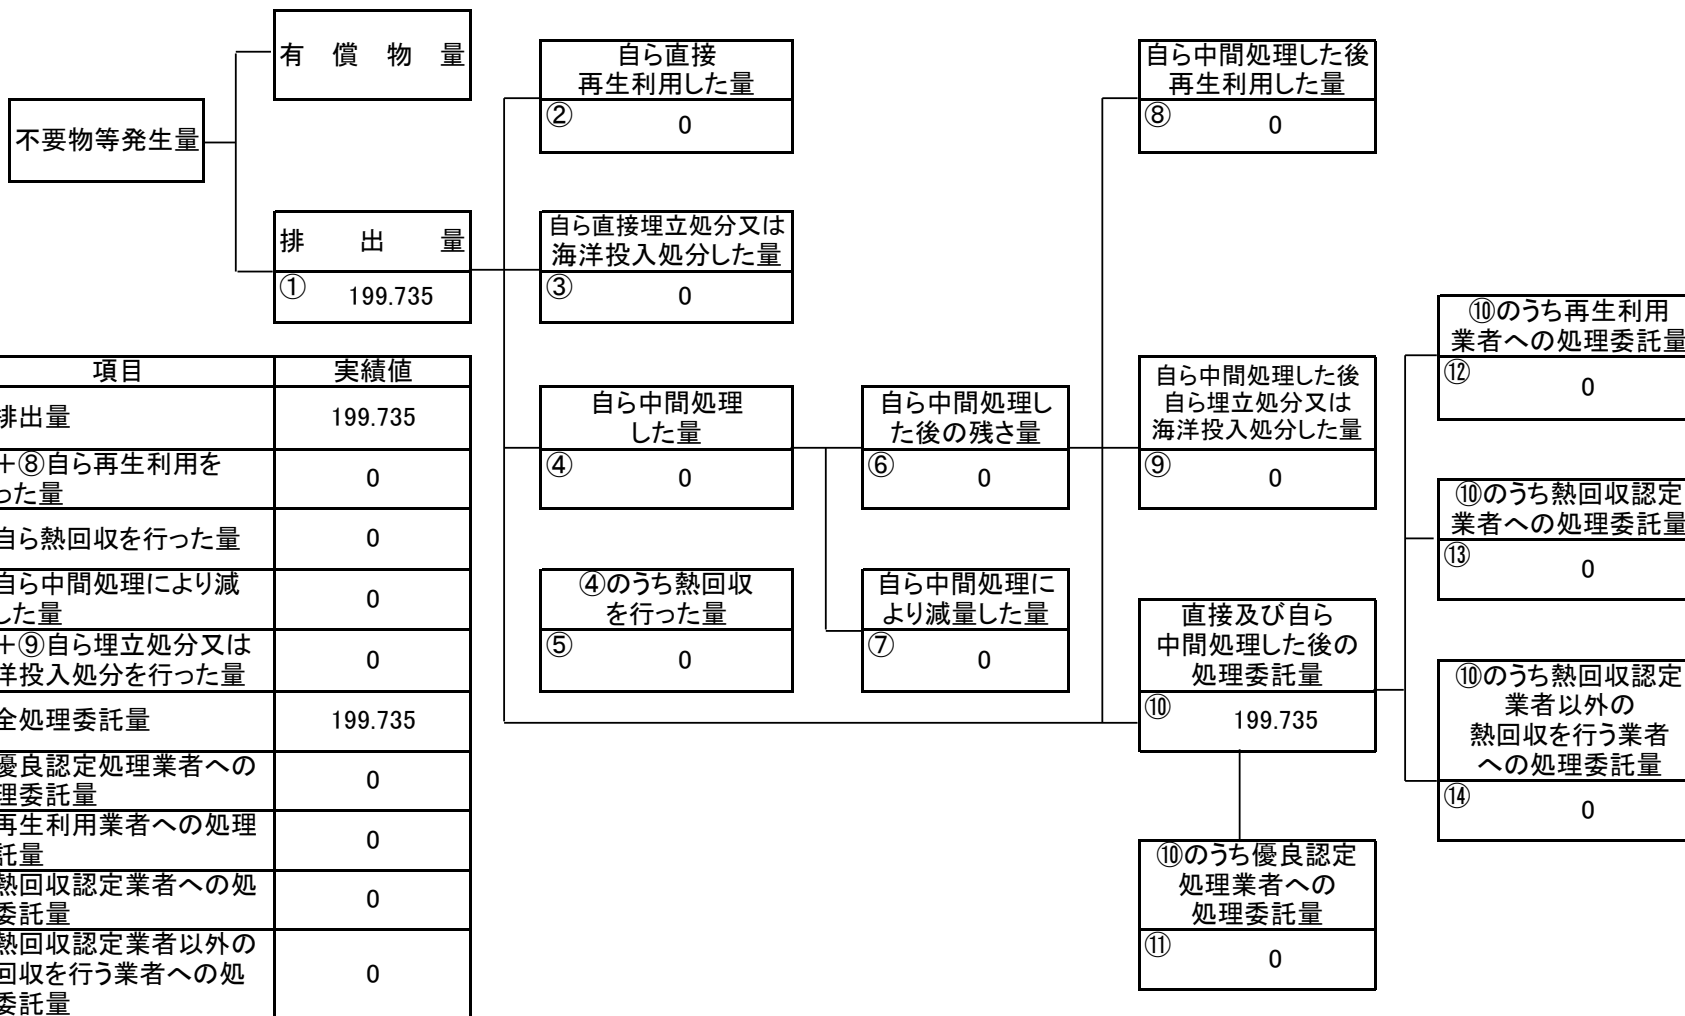 有償物量
不要物等発生量
排出量
①
199.735
自ら直接
再生利用した量
②
0
自ら直接埋立処分又は
海洋投入処分した量
③
0
自ら中間処理
した量
④
0
④のうち熱回収
を行った量
⑤
0
自ら中間処理し
た後の残さ量
⑥
0
自ら中間処理に
より減量した量
⑦
0
自ら中間処理した後
再生利用した量
⑧
0
自ら中間処理した後
自ら埋立処分又は
海洋投入処分した量
⑨
0
直接及び自ら
中間処理した後の
処理委託量
⑩
199.735
⑩のうち優良認定
処理業者への
処理委託量
⑪
0
⑩のうち再生利用
業者への処理委託量
⑫
0
⑩のうち熱回収認定
業者への処理委託量
⑬
0
⑩のうち熱回収認定
業者以外の
熱回収を行う業者
への処理委託量
⑭
0
項目 実績値
排出量 199.735
+⑧自ら再生利用を
った量
0
自ら熱回収を行った量 0
自ら中間処理により減
した量
0
+⑨自ら埋立処分又は
洋投入処分を行った量
0
全処理委託量 199.735
優良認定処理業者への
理委託量
0
再生利用業者への処理
託量
0
熱回収認定業者への処
委託量
0
熱回収認定業者以外の
回収を行う業者への処
委託量
0